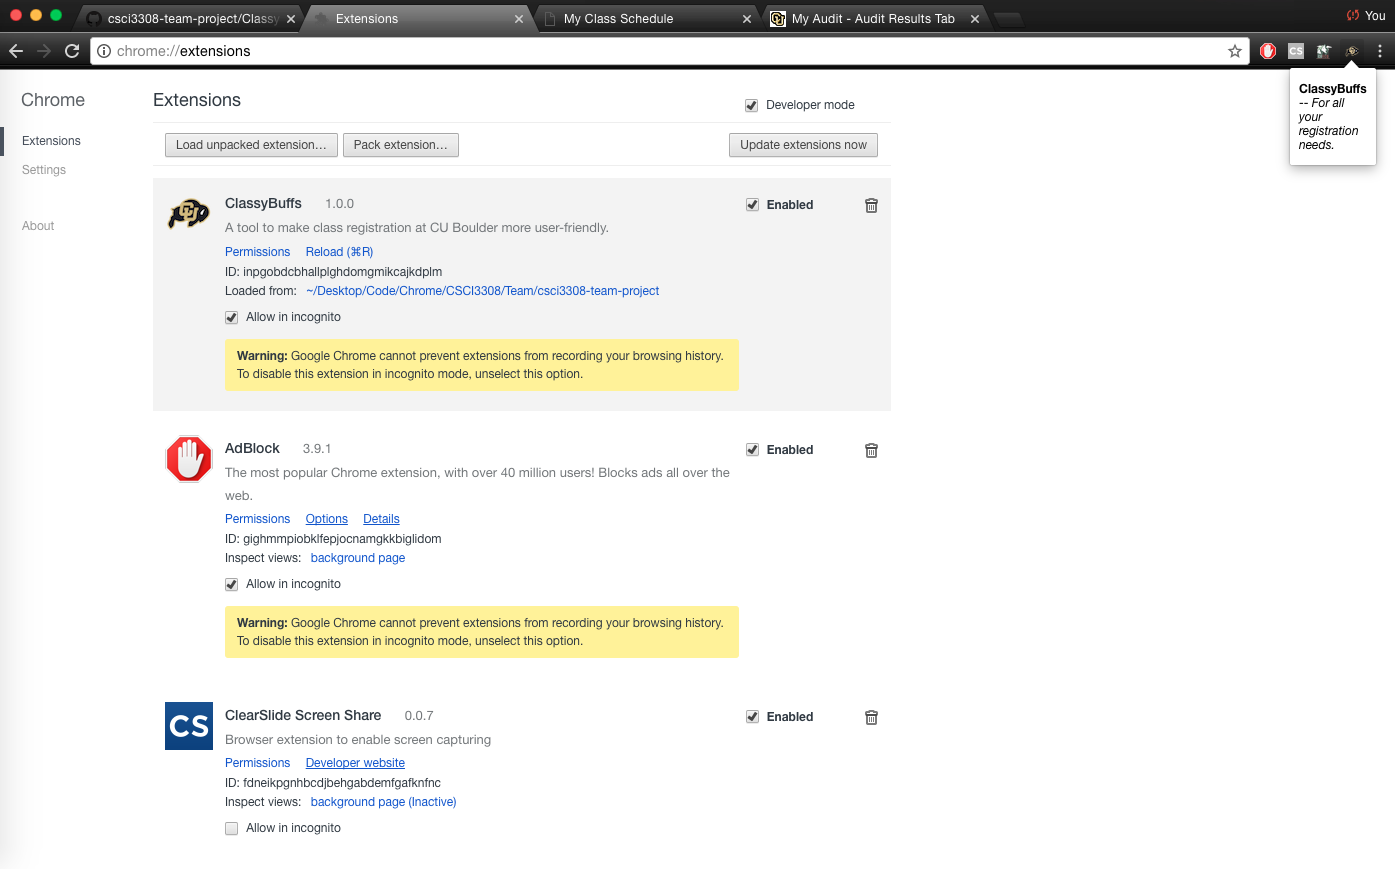 csci3308-team-project/Classy
Extensions
My Class Schedule
My Audit - Audit Results Tab
You
chrome://extensions
CS
ClassyBuffs
-- For all
your
registration
needs.
Chrome
Extensions
Settings
About
Extensions
Developer mode
Load unpacked extension...
Pack extension...
Update extensions now
CU
ClassyBuffs 1.0.0
Enabled
A tool to make class registration at CU Boulder more user-friendly.
Permissions Reload (⌘R)
ID: inpgobdcbhallplghdomgmikcajkdplm
Loaded from: ~/Desktop/Code/Chrome/CSCI3308/Team/csci3308-team-project
Allow in incognito
Warning: Google Chrome cannot prevent extensions from recording your browsing history.
To disable this extension in incognito mode, unselect this option.
AdBlock 3.9.1
Enabled
The most popular Chrome extension, with over 40 million users! Blocks ads all over the
web.
Permissions Options Details
ID: gighmmpiobklfepjocnamgkkbiglidom
Inspect views: background page
Allow in incognito
Warning: Google Chrome cannot prevent extensions from recording your browsing history.
To disable this extension in incognito mode, unselect this option.
CS
ClearSlide Screen Share 0.0.7
Enabled
Browser extension to enable screen capturing
Permissions Developer website
ID: fdneikpgnhbcdjbehgabdemfgafknfnc
Inspect views: background page (Inactive)
Allow in incognito